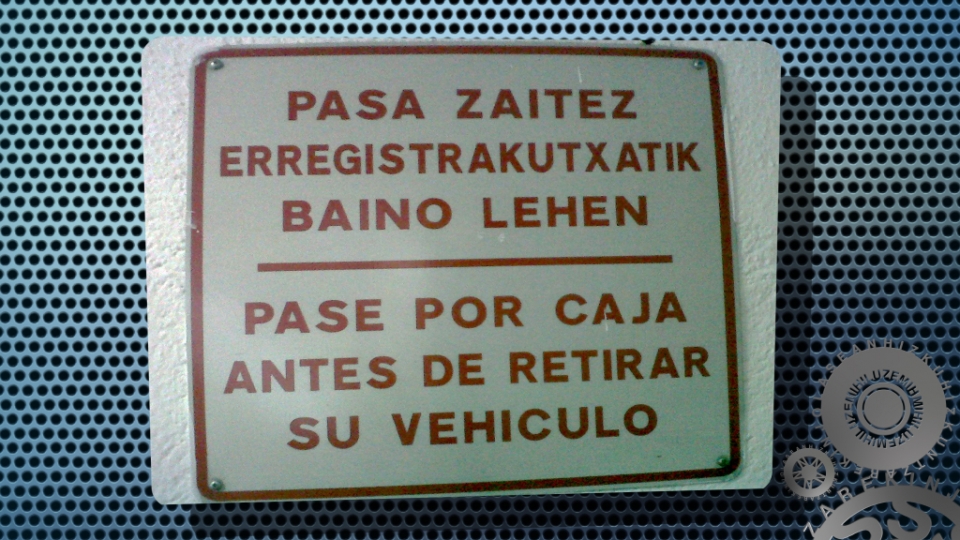 PASA ZAITEZ
ERREGISTRAKUTXATIK
BAINO LEHEN
PASE POR CAJA
ANTES DE RETIRAR
SU VEHICULO